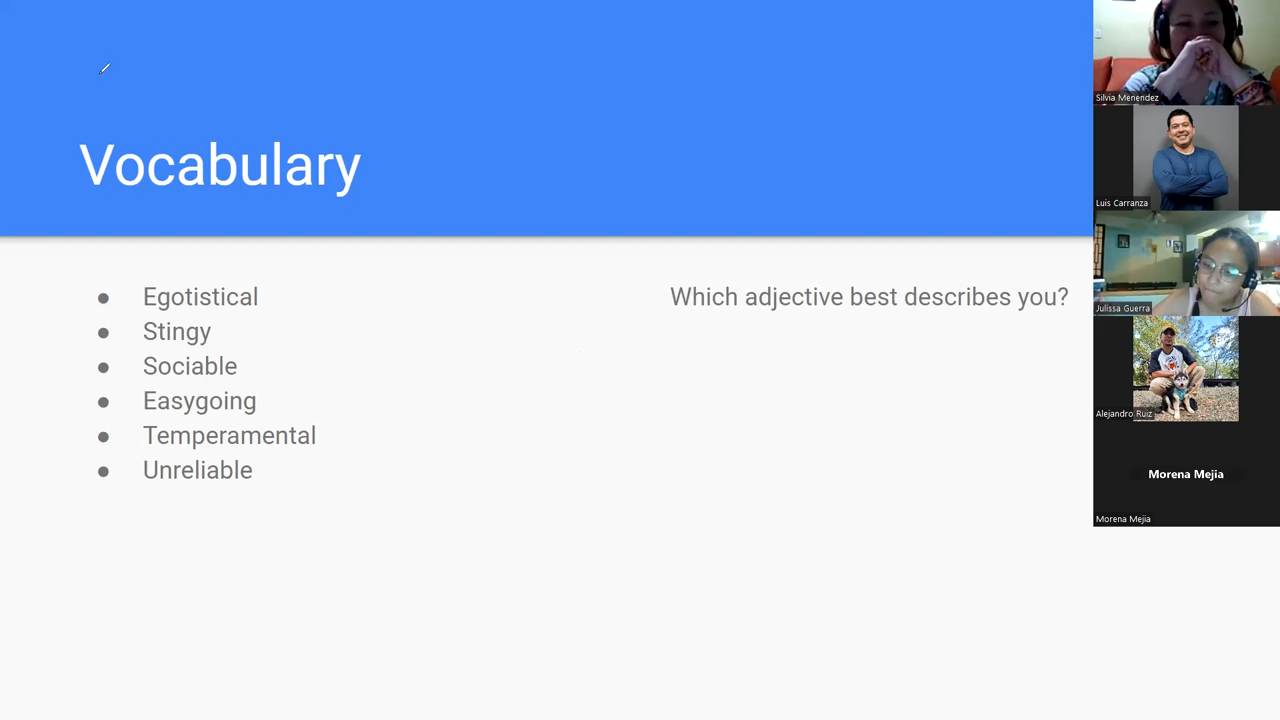 Vocabulary
● Egotistical
● Stingy
● Sociable
● Easygoing
● Temperamental
● Unreliable
Which adjective best describes you?
Silvia Menendez
Luis Carranza
Julissa Guerra
Alejandro Ruiz
Morena Mejia
Morena Mejia